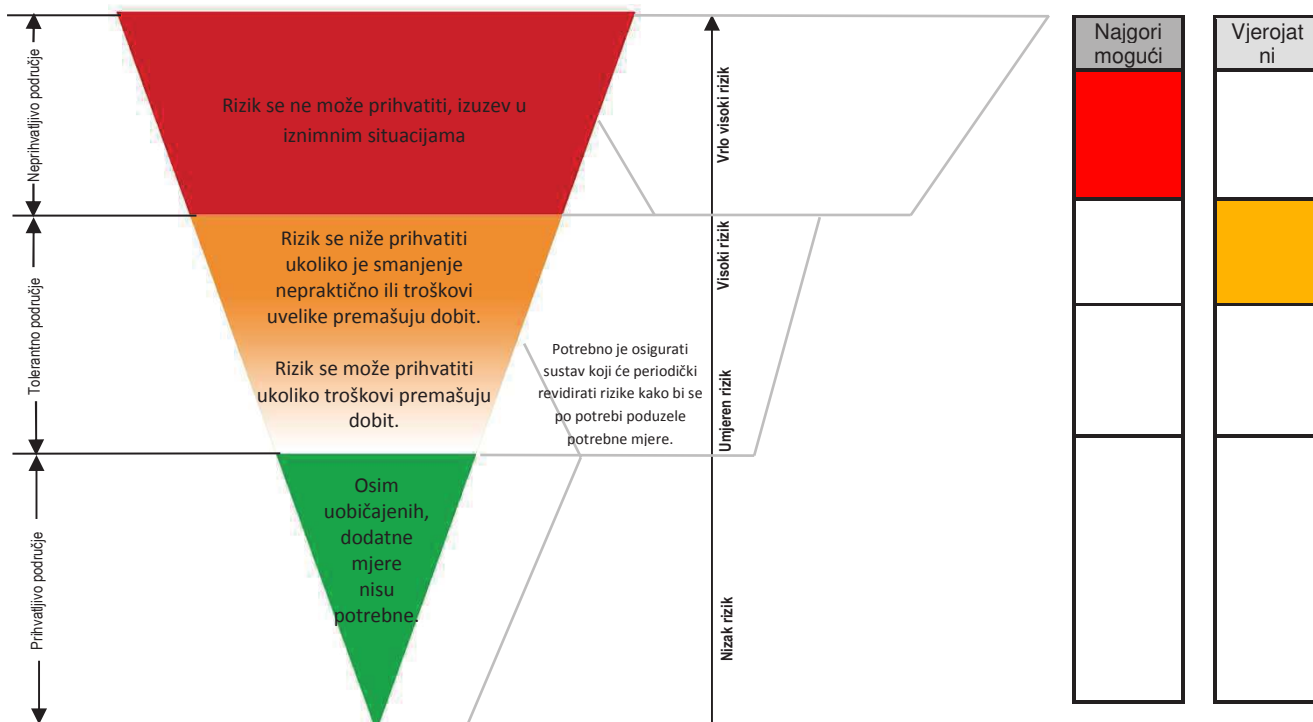 Neprihvatljivo područje
Rizik se ne može prihvatiti, izuzev u
iznimnim situacijama
Vrlo visoki rizik
Najgori
mogući
Vjerojat
ni
Tolerantno područje
Rizik se niže prihvatiti
ukoliko je smanjenje
nepraktično ili troškovi
uvelike premašuju dobit.
Rizik se može prihvatiti
ukoliko troškovi premašuju
dobit.
Potrebno je osigurati
sustav koji će periodički
revidirati rizike kako bi se
po potrebi poduzele
potrebne mjere.
Visoki rizik
Umjeren rizik
Prihvatljivo područje
Osim
uobičajenih,
dodatne
mjere
nisu
potrebne.
Nizak rizik